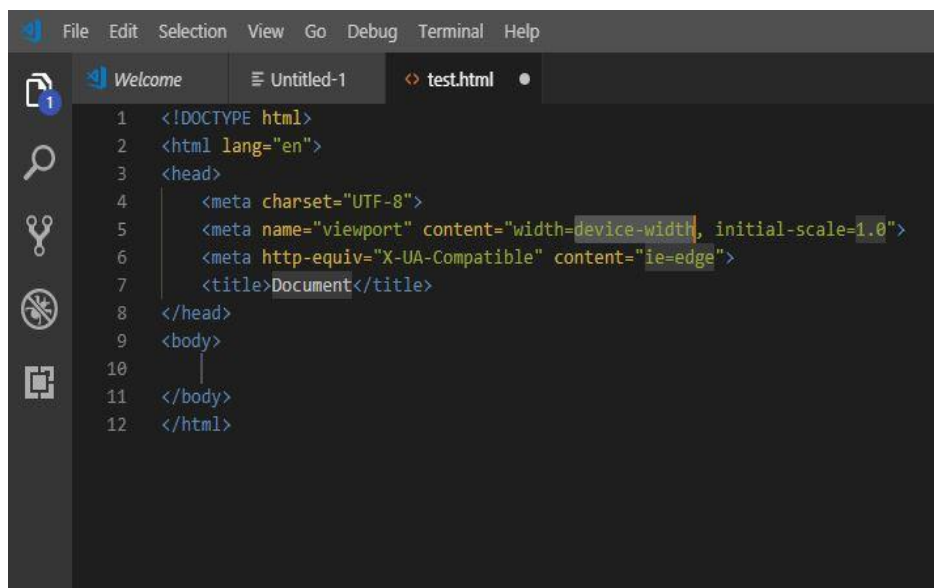 File Edit Selection View Go Debug Terminal Help
Welcome Untitled-1 test.html
1
1 <!DOCTYPE html>
2 <html lang="en">
3 <head>
4 <meta charset="UTF-8">
5 <meta name="viewport" content="width=device-width, initial-scale=1.0">
6 <meta http-equiv="X-UA-Compatible" content="ie=edge">
7 <title>Document</title>
8 </head>
9 <body>
10
11 </body>
12 </html>